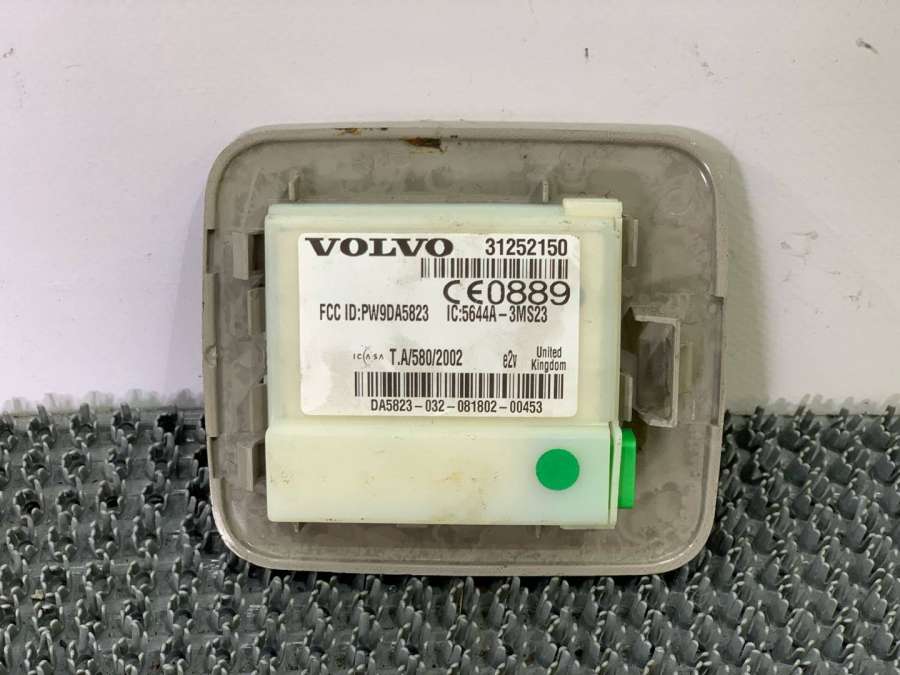 VOLVO 31252150
CE0889
FCC ID:PW9DA5823 IC:5644A-3MS23
ICASA T.A/580/2002 e2v United Kingdom
DA5823-032-081802-00453